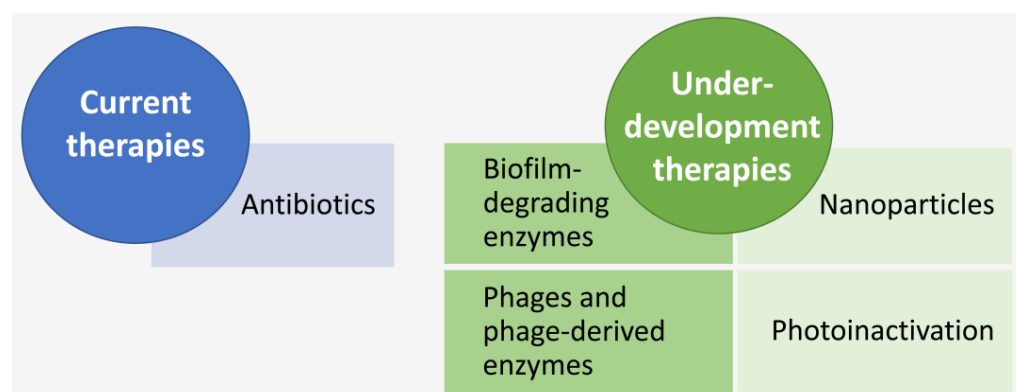 Current
therapies
Antibiotics
Under-
development
therapies
Biofilm-
degrading
enzymes
Nanoparticles
Phages and
phage-derived
enzymes
Photoinactivation